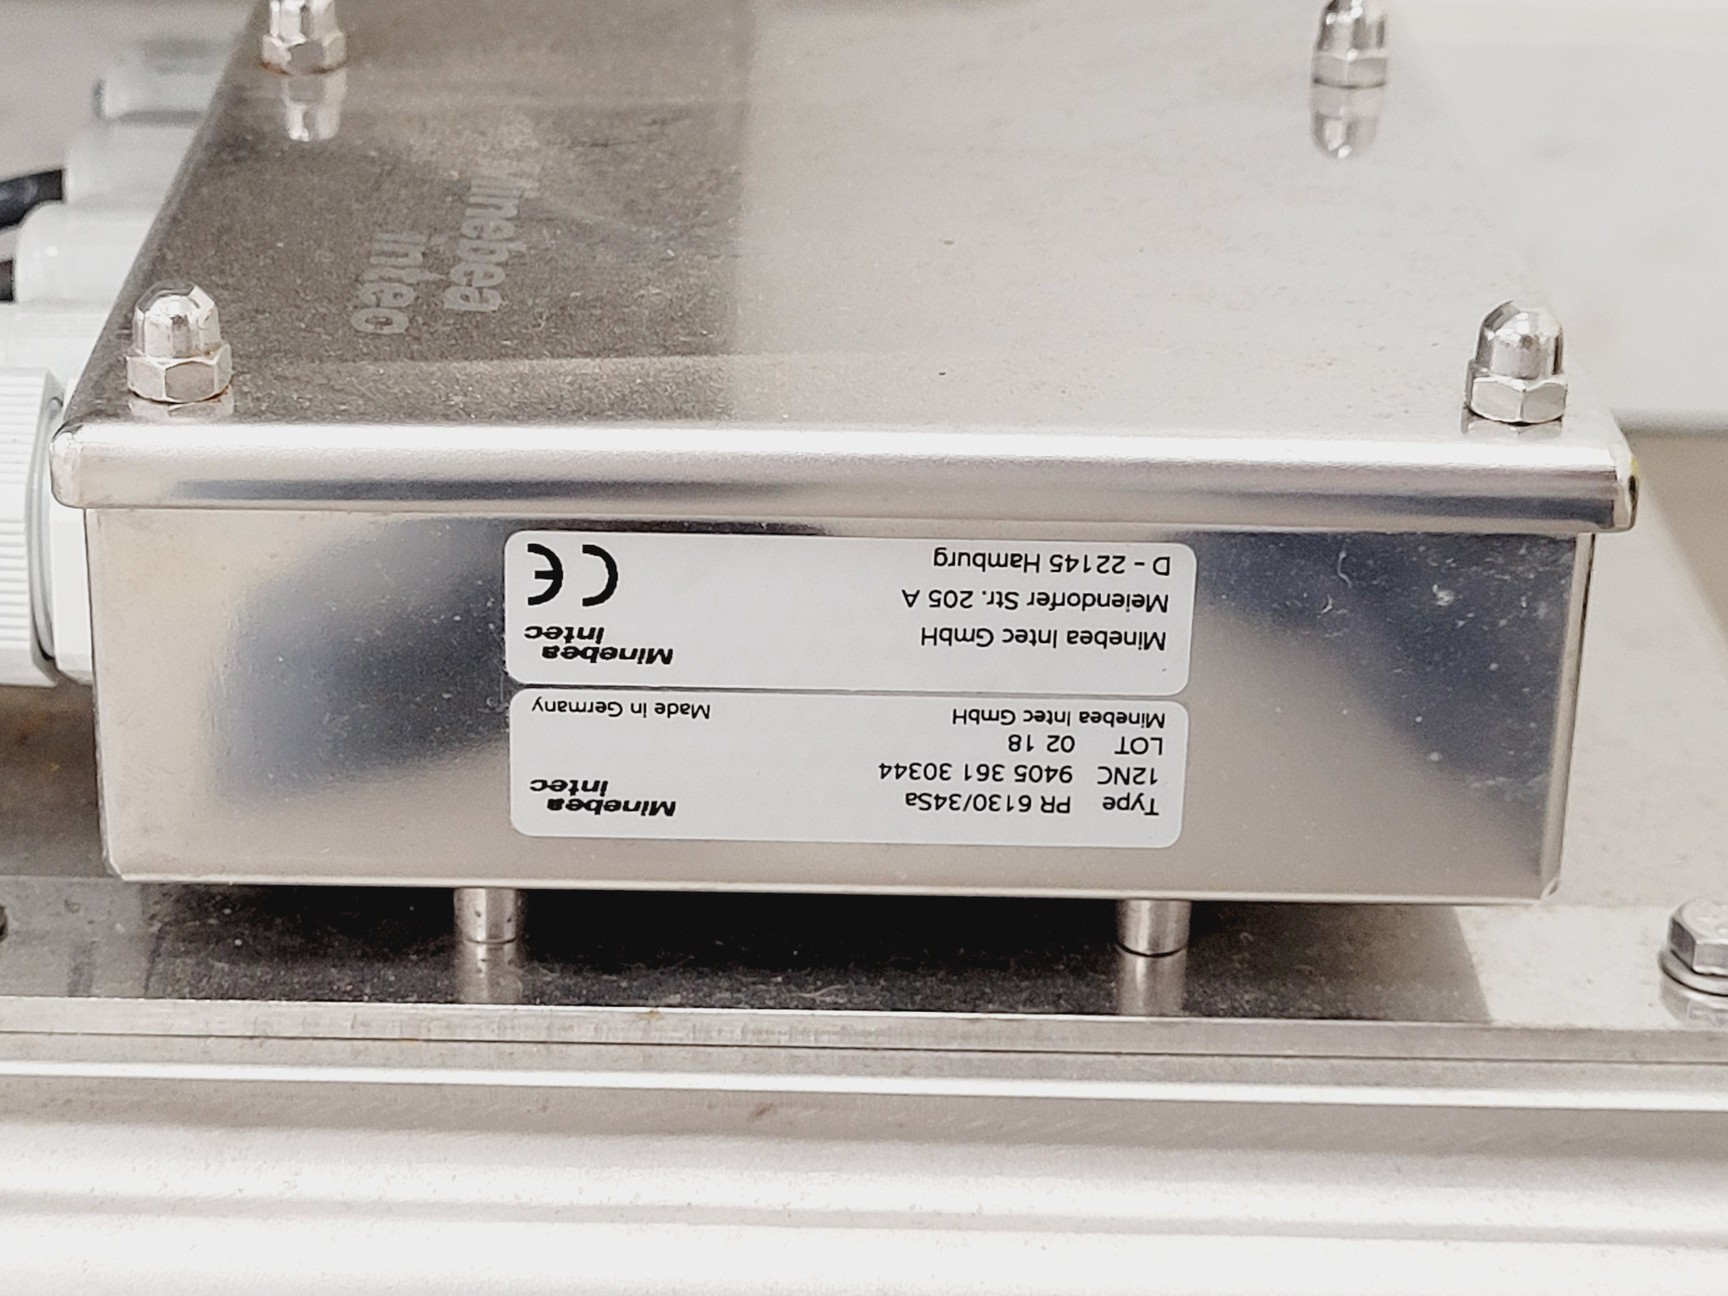 Minebea
intec
Type PR 6130/34Sa
12NC 9405 361 30344
LOT 02 18
Minebea Intec GmbH
Made in Germany
Minebea
intec
Minebea Intec GmbH
Meiendorfer Str. 205 A
D - 22145 Hamburg
Minebea
intec
CE